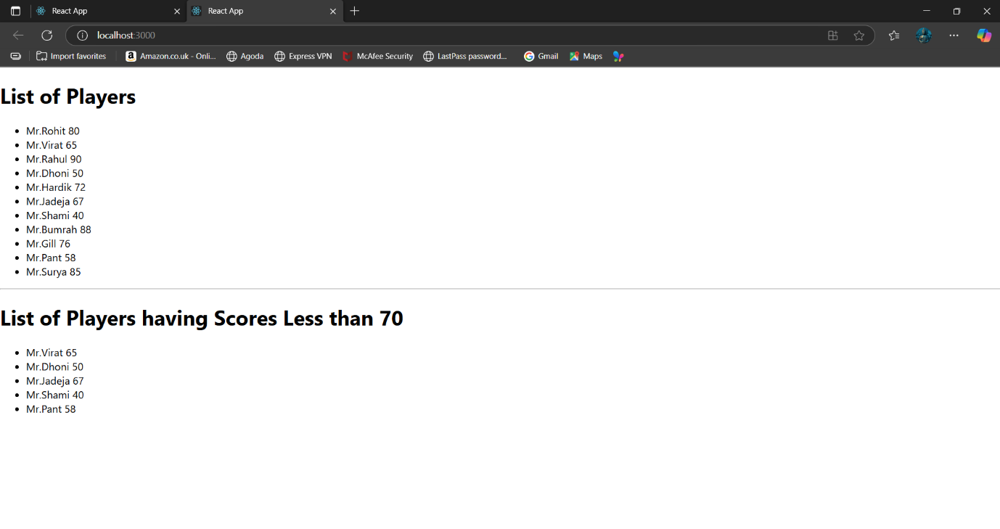 React App
React App
localhost:3000
Import favorites
Amazon.co.uk - Onli...
Agoda
Express VPN
McAfee Security
LastPass password...
Gmail
Maps
List of Players
Mr.Rohit 80
Mr.Virat 65
Mr.Rahul 90
Mr.Dhoni 50
Mr.Hardik 72
Mr.Jadeja 67
Mr.Shami 40
Mr.Bumrah 88
Mr.Gill 76
Mr.Pant 58
Mr.Surya 85
List of Players having Scores Less than 70
Mr.Virat 65
Mr.Dhoni 50
Mr.Jadeja 67
Mr.Shami 40
Mr.Pant 58